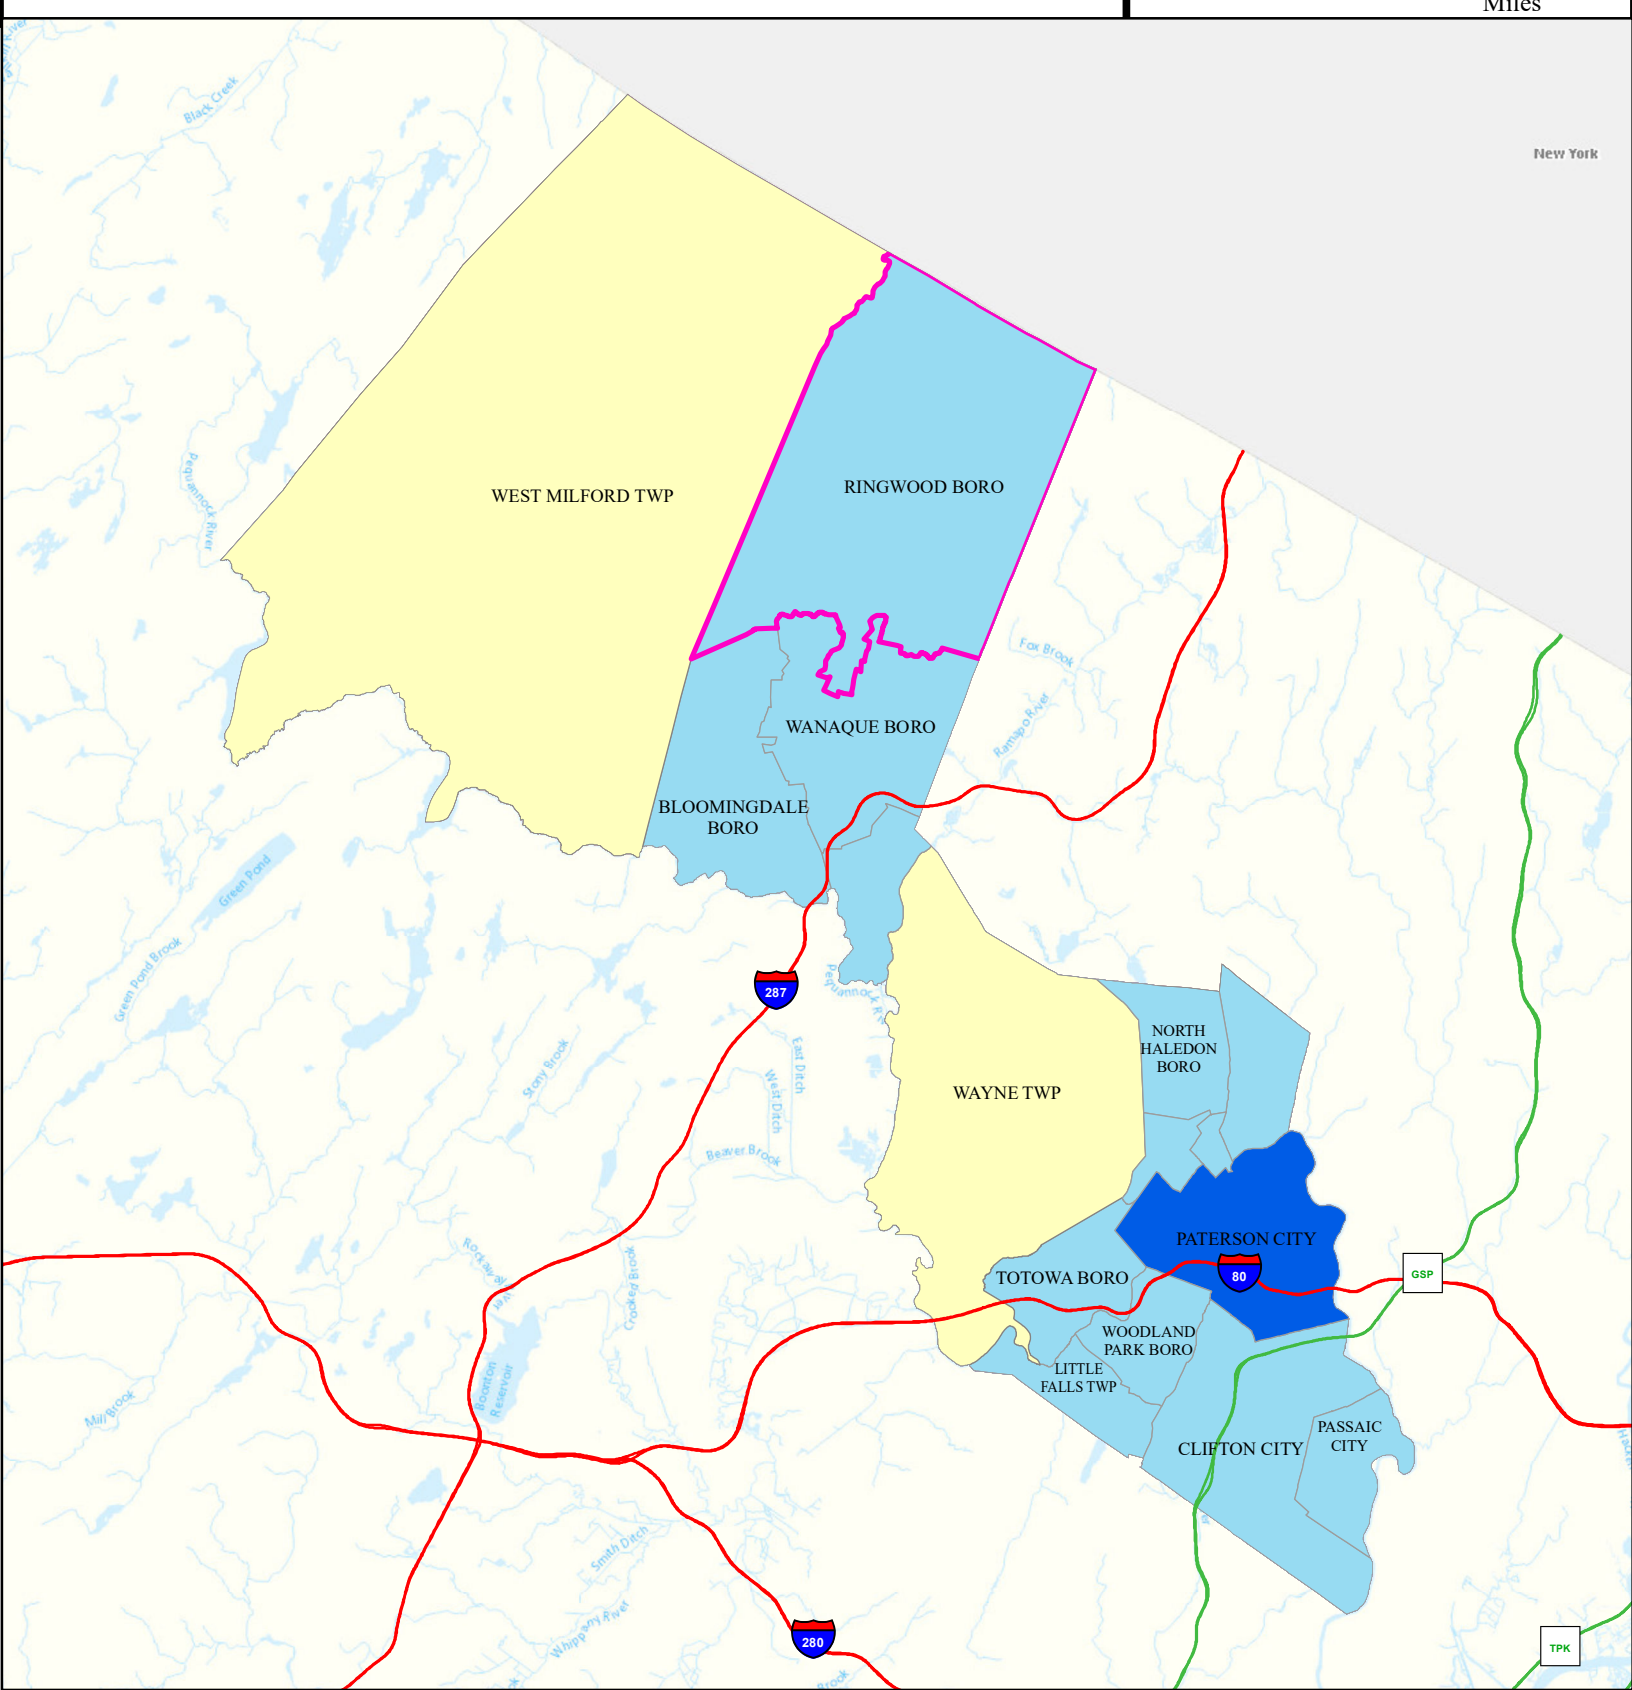 Miles
Black Creek
New York
Pequannock River
WEST MILFORD TWP
RINGWOOD BORO
Fox Brook
Ramapo River
WANAQUE BORO
BLOOMINGDALE
BORO
Green Pond
Green Pond Brook
287
NORTH
HALEDON
BORO
Stony Brook
East Ditch
West Ditch
WAYNE TWP
Beaver Brook
PATERSON CITY
80
GSP
TOTOWA BORO
Crooked Brook
WOODLAND
PARK BORO
LITTLE
FALLS TWP
Boonton
Reservoir
Mill Brook
PASSAIC
CITY
CLIFTON CITY
Smith Ditch
Whippany River
280
TPK
Brook